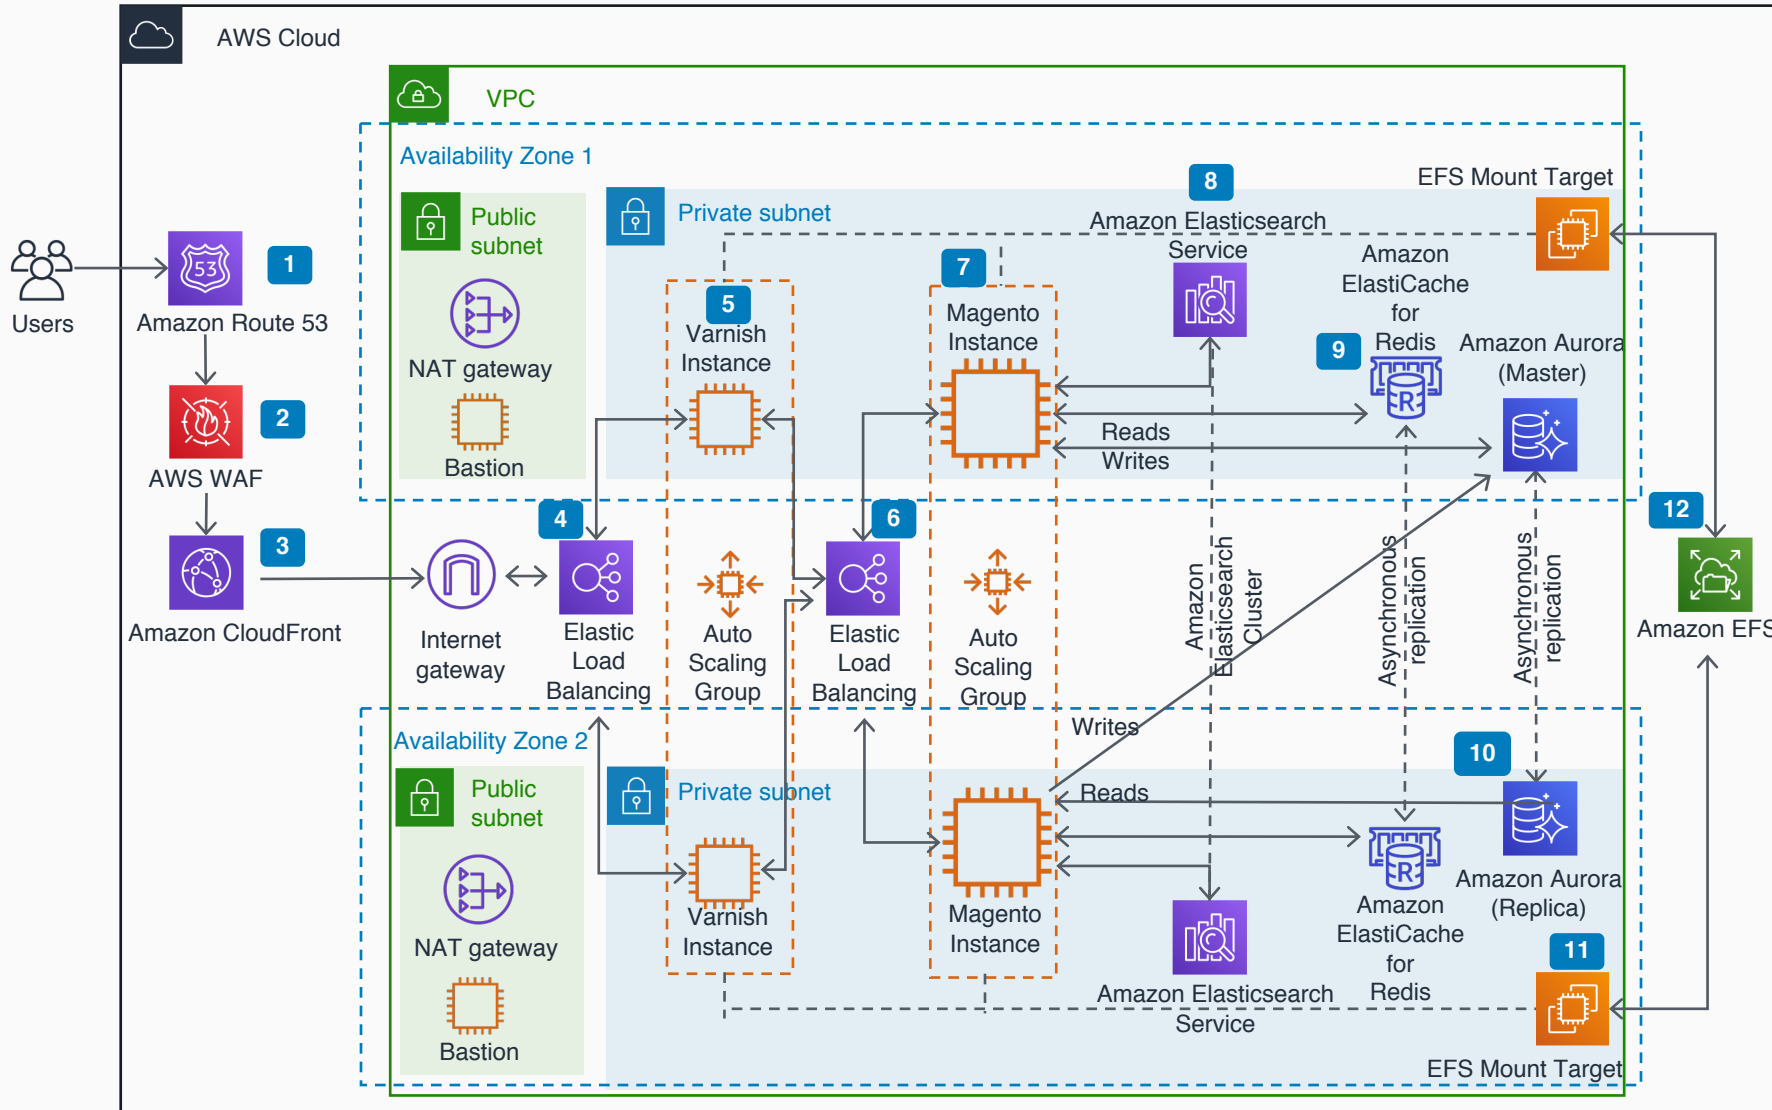 AWS Cloud
VPC
Availability Zone 1
Public
subnet
NAT gateway
Bastion
Private subnet
8
Amazon Elasticsearch
Service
EFS Mount Target
Users
53
1
Amazon Route 53
2
AWS WAF
3
Amazon CloudFront
5
Varnish
Instance
7
Magento
Instance
Amazon
ElastiCache
for
Redis
9
R
Amazon Aurora
(Master)
Reads
Writes
Internet
gateway
4
Elastic
Load
Balancing
Auto
Scaling
Group
6
Elastic
Load
Balancing
Auto
Scaling
Group
Amazon
Elasticsearch
Cluster
Asynchronous
replication
Asynchronous
replication
12
Amazon EFS
Availability Zone 2
Public
subnet
NAT gateway
Bastion
Private subnet
Varnish
Instance
Magento
Instance
Writes
Reads
10
R
Amazon Aurora
(Replica)
Amazon
ElastiCache
for
Redis
Amazon Elasticsearch
Service
11
EFS Mount Target